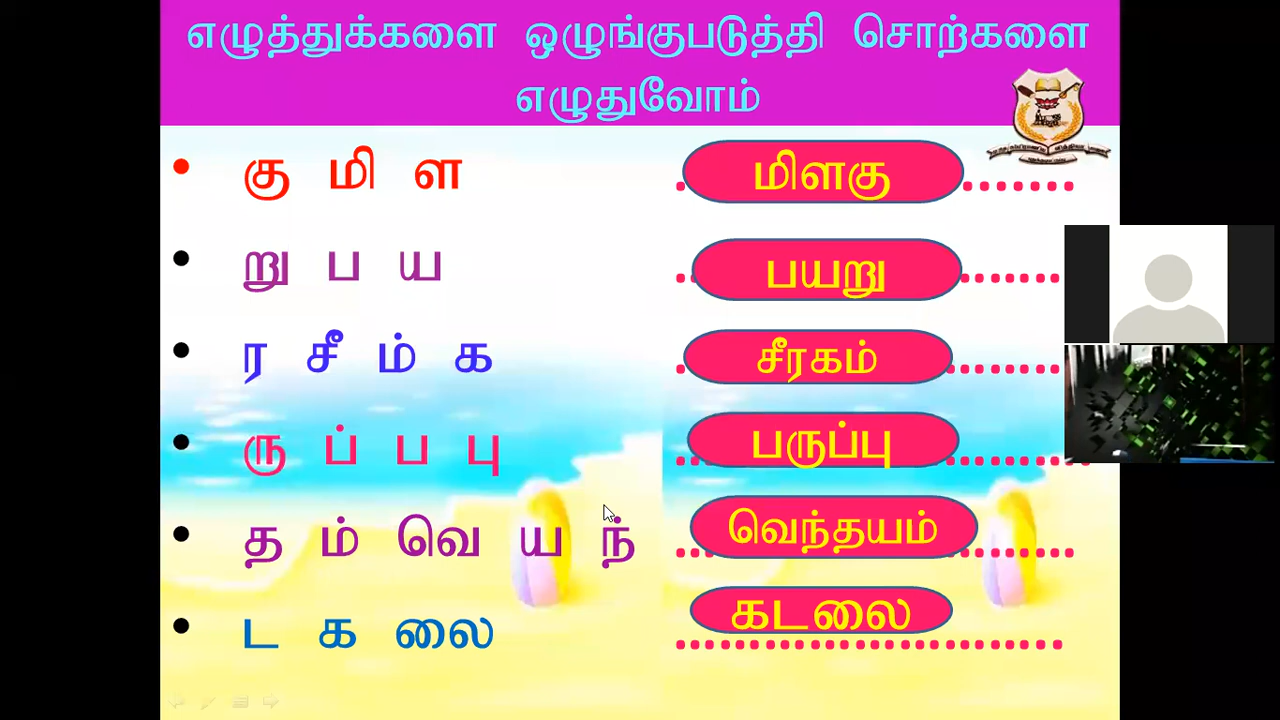 எழுத்துக்களை ஒழுங்குபடுத்தி சொற்களை
எழுதுவோம்
• கு மி ள
மிளகு
• று ப ய
பயறு
• ர சீ ம் க
சீரகம்
• ரு ப் ப பு
பருப்பு
• த ம் வெ ய ந்
வெந்தயம்
• ட க லை
கடலை